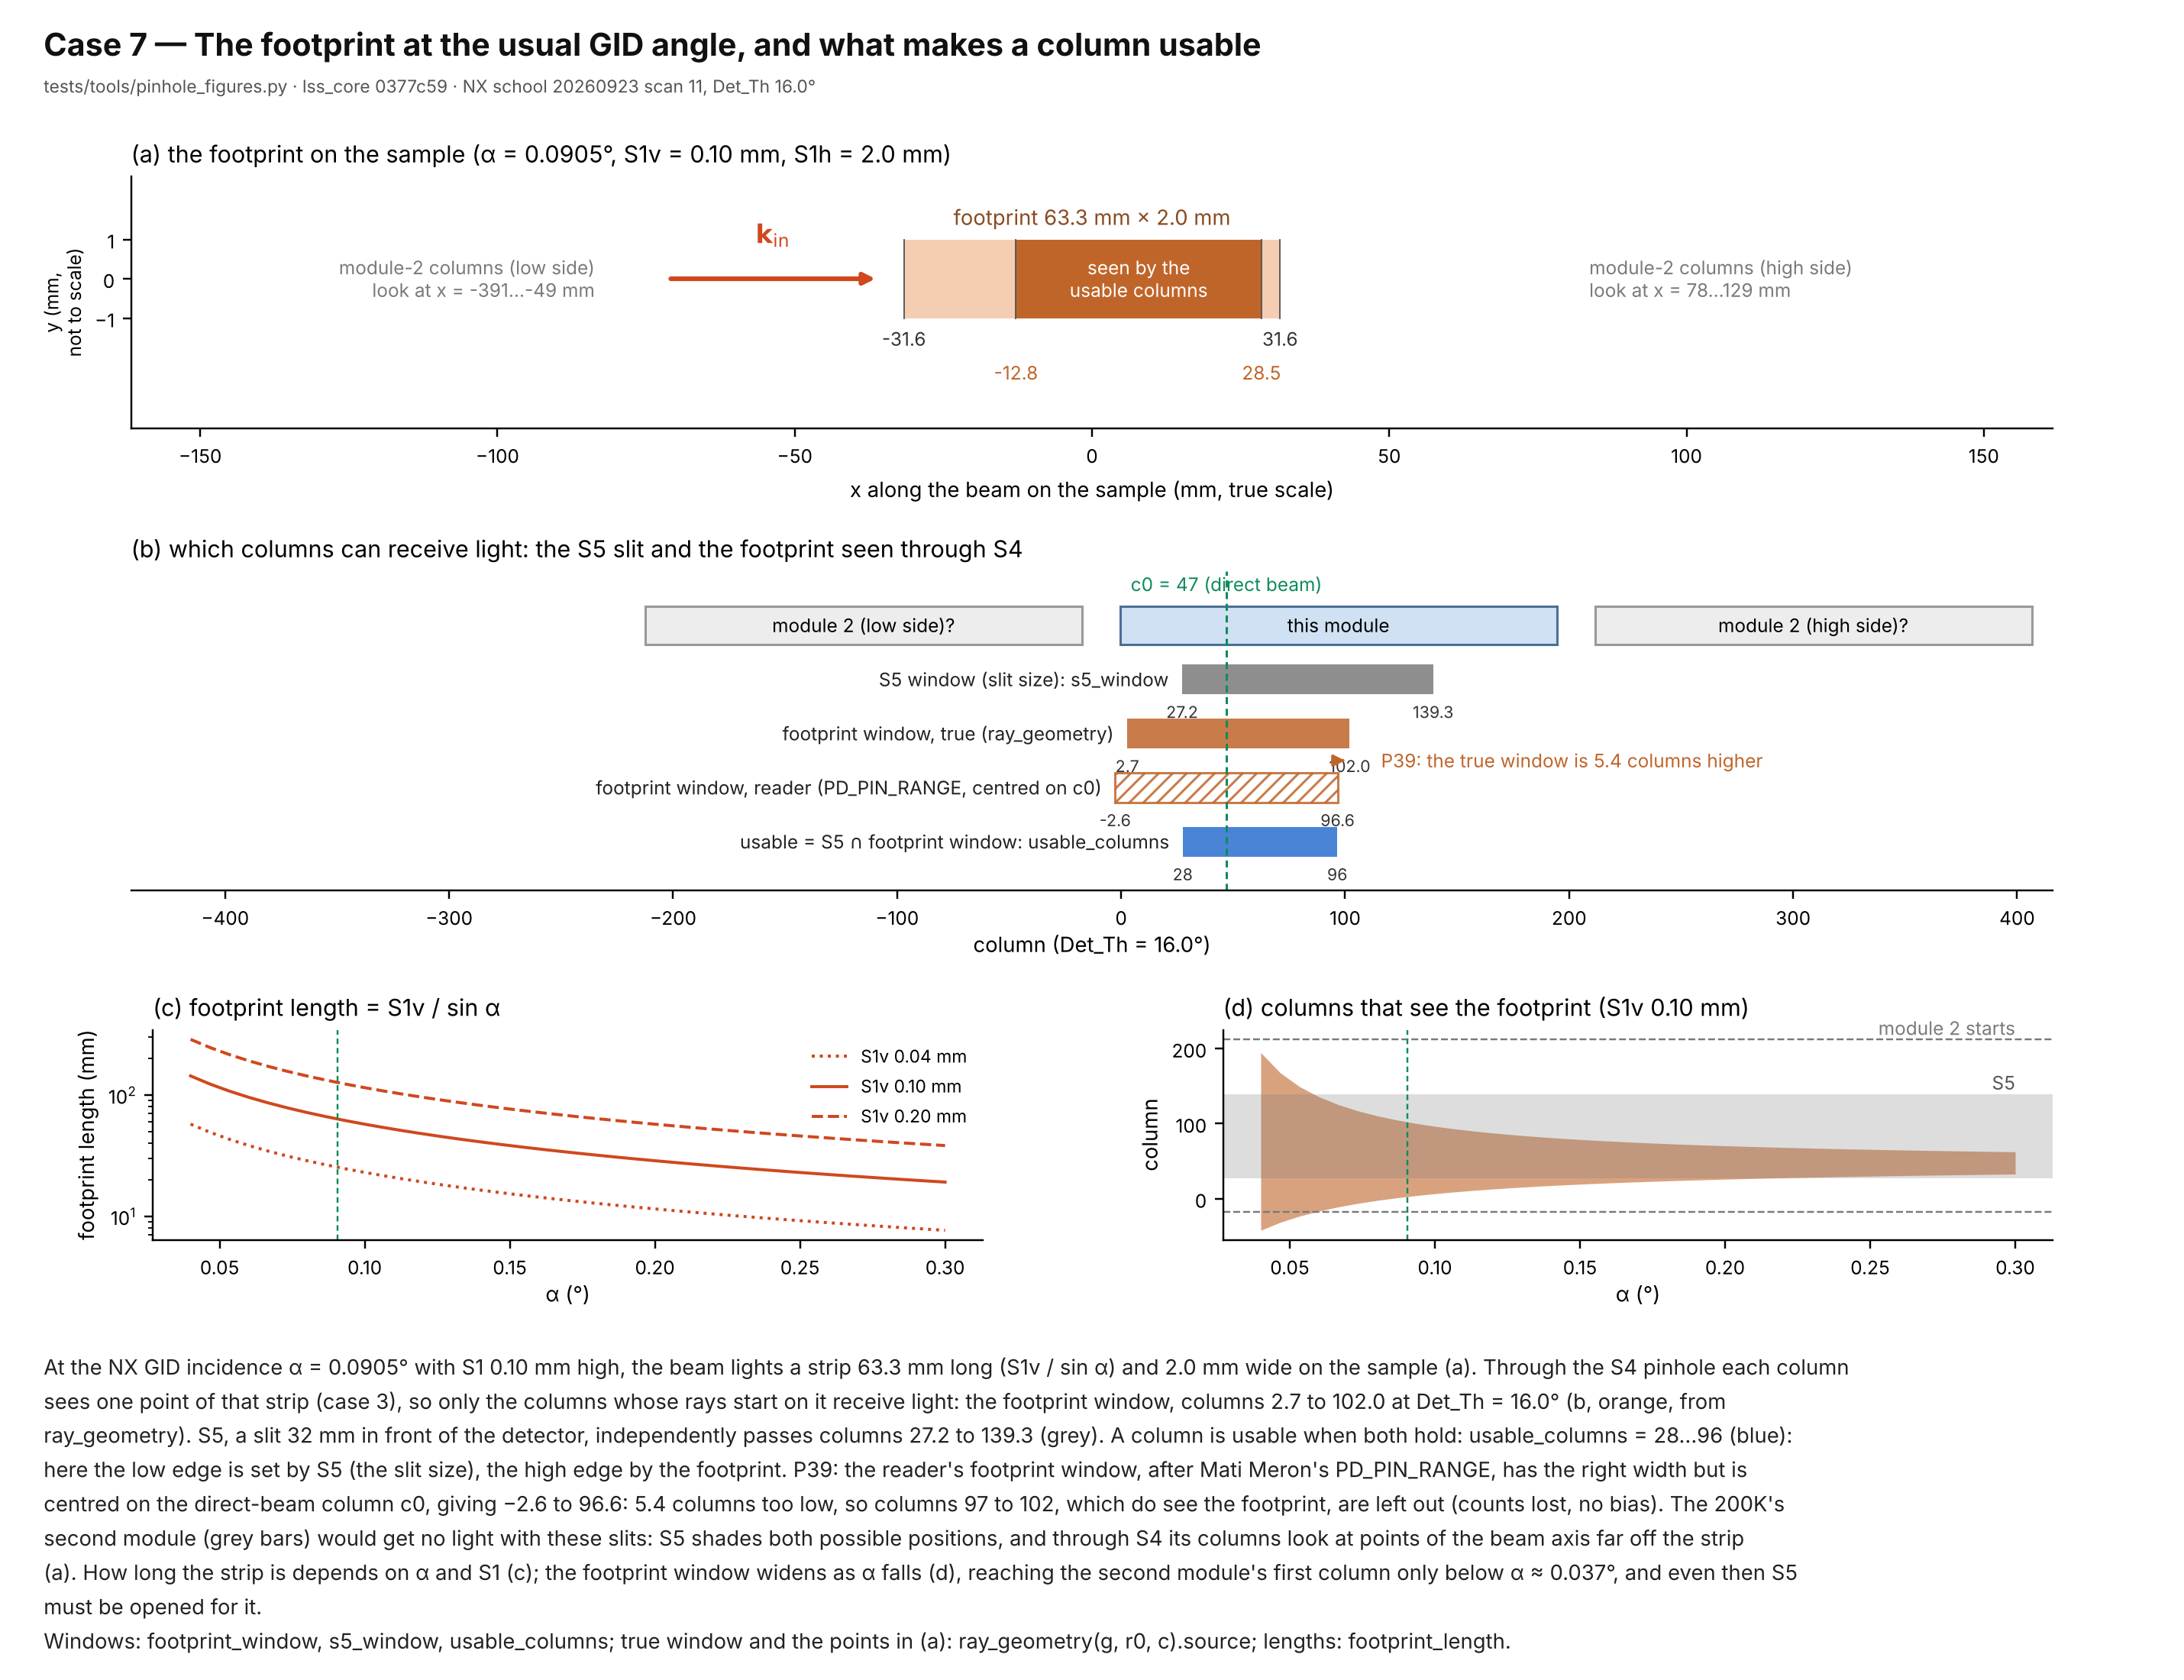 Case 7 — The footprint at the usual GID angle, and what makes a column usable
tests/tools/pinhole_figures.py · lss_core 0377c59 · NX school 20260923 scan 11, Det_Th 16.0°
(a) the footprint on the sample (α = 0.0905°, S1v = 0.10 mm, S1h = 2.0 mm)
footprint 63.3 mm × 2.0 mm
k_in
module-2 columns (low side)
look at x = -391...-49 mm
seen by the
usable columns
module-2 columns (high side)
look at x = 78...129 mm
y (mm,
not to scale)
1
0
−1
-31.6
31.6
-12.8
28.5
−150
−100
−50
0
50
100
150
x along the beam on the sample (mm, true scale)
(b) which columns can receive light: the S5 slit and the footprint seen through S4
c0 = 47 (direct beam)
module 2 (low side)?
this module
module 2 (high side)?
S5 window (slit size): s5_window
27.2
139.3
footprint window, true (ray_geometry)
2.7
102.0
P39: the true window is 5.4 columns higher
footprint window, reader (PD_PIN_RANGE, centred on c0)
-2.6
96.6
usable = S5 ∩ footprint window: usable_columns
28
96
−400
−300
−200
−100
0
100
200
300
400
column (Det_Th = 16.0°)
(c) footprint length = S1v / sin α
footprint length (mm)
10²
10¹
S1v 0.04 mm
S1v 0.10 mm
S1v 0.20 mm
0.05
0.10
0.15
0.20
0.25
0.30
α (°)
(d) columns that see the footprint (S1v 0.10 mm)
module 2 starts
S5
column
200
100
0
0.05
0.10
0.15
0.20
0.25
0.30
α (°)
At the NX GID incidence α = 0.0905° with S1 0.10 mm high, the beam lights a strip 63.3 mm long (S1v / sin α) and 2.0 mm wide on the sample (a). Through the S4 pinhole each column
sees one point of that strip (case 3), so only the columns whose rays start on it receive light: the footprint window, columns 2.7 to 102.0 at Det_Th = 16.0° (b, orange, from
ray_geometry). S5, a slit 32 mm in front of the detector, independently passes columns 27.2 to 139.3 (grey). A column is usable when both hold: usable_columns = 28...96 (blue):
here the low edge is set by S5 (the slit size), the high edge by the footprint. P39: the reader's footprint window, after Mati Meron's PD_PIN_RANGE, has the right width but is
centred on the direct-beam column c0, giving −2.6 to 96.6: 5.4 columns too low, so columns 97 to 102, which do see the footprint, are left out (counts lost, no bias). The 200K's
second module (grey bars) would get no light with these slits: S5 shades both possible positions, and through S4 its columns look at points of the beam axis far off the strip
(a). How long the strip is depends on α and S1 (c); the footprint window widens as α falls (d), reaching the second module's first column only below α ≈ 0.037°, and even then S5
must be opened for it.
Windows: footprint_window, s5_window, usable_columns; true window and the points in (a): ray_geometry(g, r0, c).source; lengths: footprint_length.